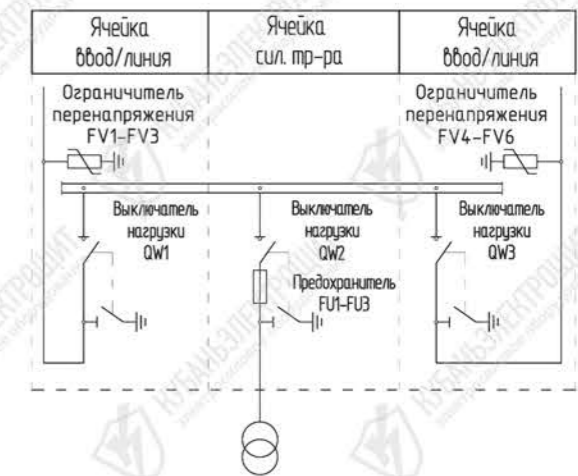 Ячейка
ввод/линия
Ячейка
сил. тр-ра
Ячейка
ввод/линия
Ограничитель
перенапряжения
FV1-FV3
Ограничитель
перенапряжения
FV4-FV6
Выключатель
нагрузки
QW1
Выключатель
нагрузки
QW2
Предохранитель
FU1-FU3
Выключатель
нагрузки
QW3
КУБАНЬЭЛЕКТРОЩИТ